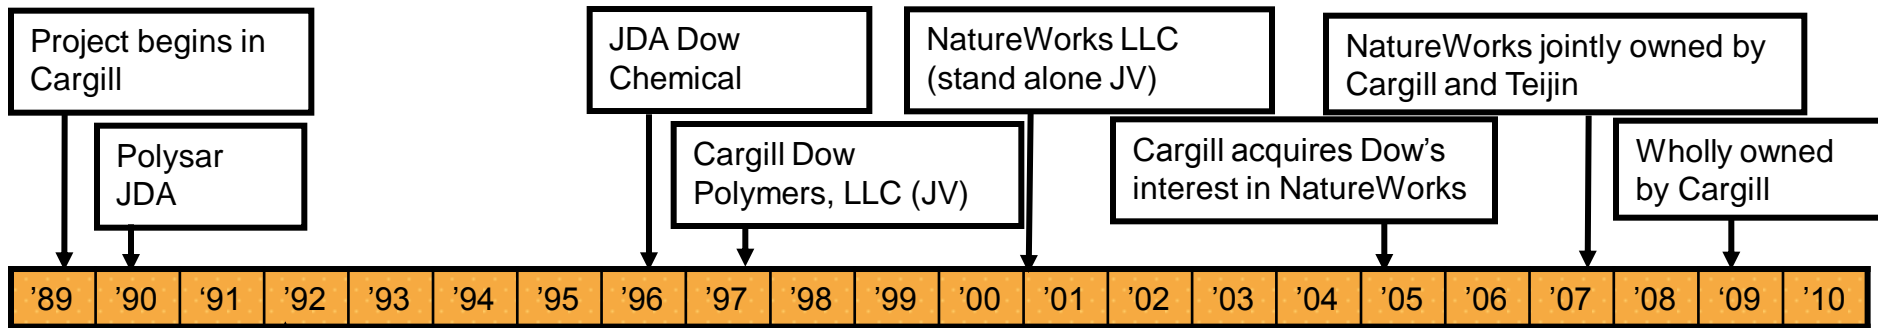 Project begins in
Cargill
Polysar
JDA
JDA Dow
Chemical
Cargill Dow
Polymers, LLC (JV)
NatureWorks LLC
(stand alone JV)
Cargill acquires Dow’s
interest in NatureWorks
NatureWorks jointly owned by
Cargill and Teijin
Wholly owned
by Cargill
’89 ’90 ‘91 ’92 ’93 ’94 ’95 ’96 ’97 ’98 ’99 ’00 ’01 ’02 ’03 ’04 ’05 ’06 ’07 ’08 ‘09 ’10